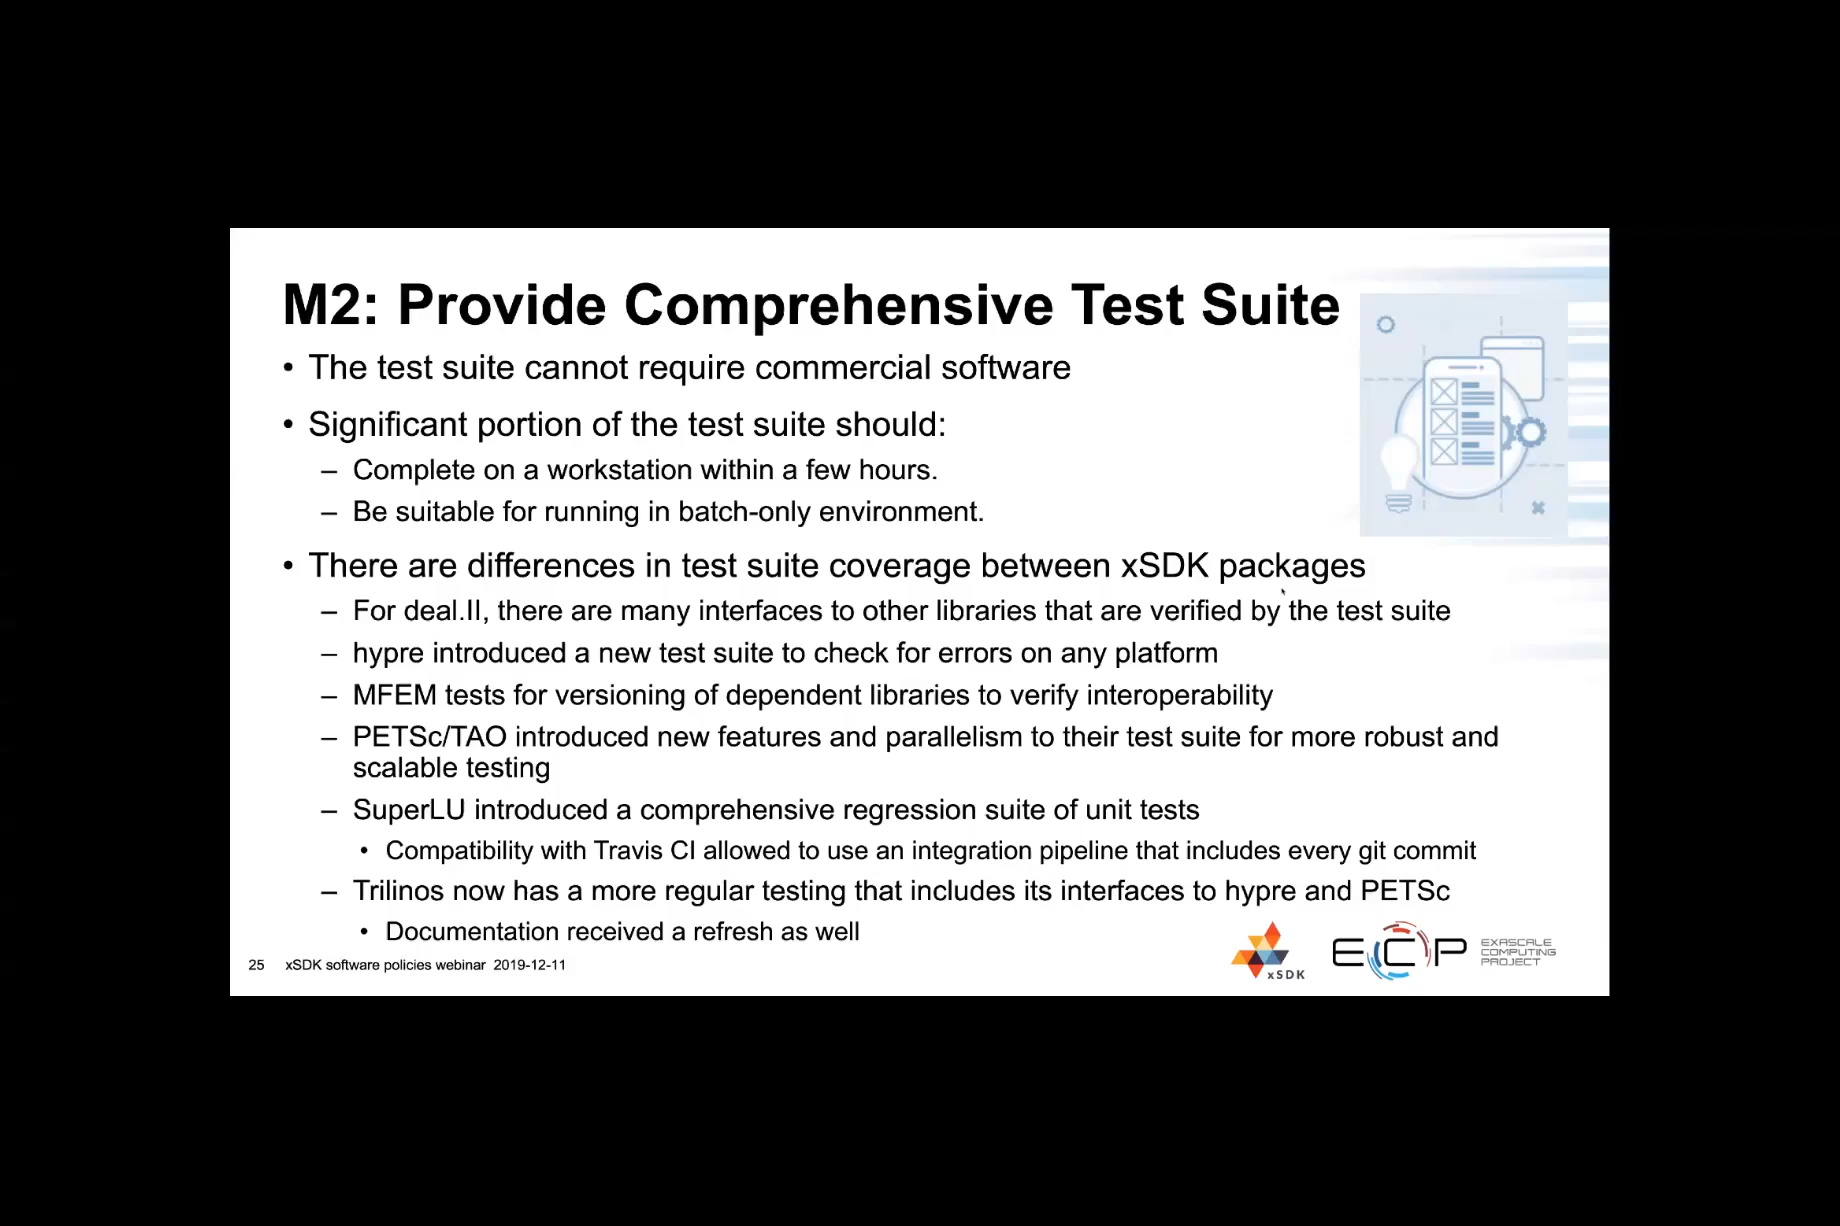 M2: Provide Comprehensive Test Suite
• The test suite cannot require commercial software
• Significant portion of the test suite should:
– Complete on a workstation within a few hours.
– Be suitable for running in batch-only environment.
• There are differences in test suite coverage between xSDK packages
– For deal.II, there are many interfaces to other libraries that are verified by the test suite
– hypre introduced a new test suite to check for errors on any platform
– MFEM tests for versioning of dependent libraries to verify interoperability
– PETSc/TAO introduced new features and parallelism to their test suite for more robust and
scalable testing
– SuperLU introduced a comprehensive regression suite of unit tests
• Compatibility with Travis CI allowed to use an integration pipeline that includes every git commit
– Trilinos now has a more regular testing that includes its interfaces to hypre and PETSc
• Documentation received a refresh as well
25 xSDK software policies webinar 2019-12-11
xSDK
ECP
EXASCALE
COMPUTING
PROJECT